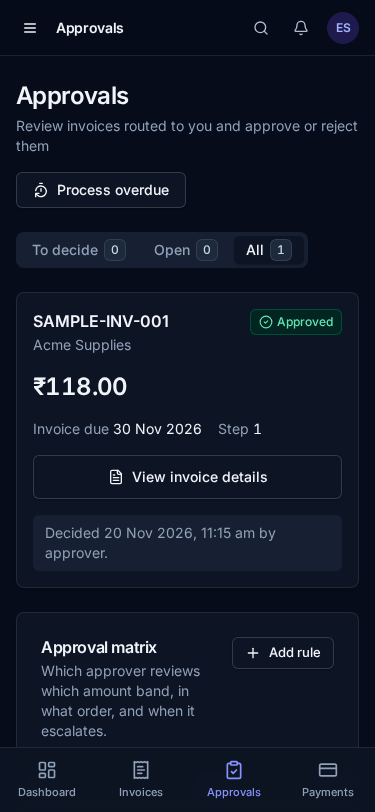 Approvals
ES
Approvals
Review invoices routed to you and approve or reject
them
Process overdue
To decide 0 Open 0 All 1
SAMPLE-INV-001
Approved
Acme Supplies
₹118.00
Invoice due 30 Nov 2026 Step 1
View invoice details
Decided 20 Nov 2026, 11:15 am by
approver.
Approval matrix
Add rule
Which approver reviews
which amount band, in
what order, and when it
escalates.
Dashboard Invoices Approvals Payments